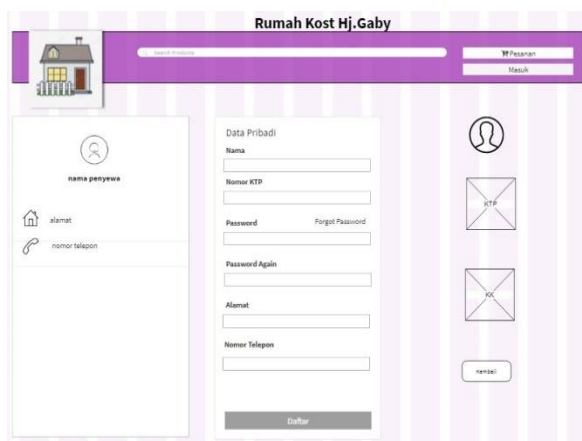 Rumah Kost Hj.Gaby
Search Products
Pesanan
Masuk
nama penyewa
alamat
nomor telepon
Data Pribadi
Nama
Nomor KTP
Password Forgot Password
Password Again
Alamat
Nomor Telepon
Daftar
KTP
KK
Kembali